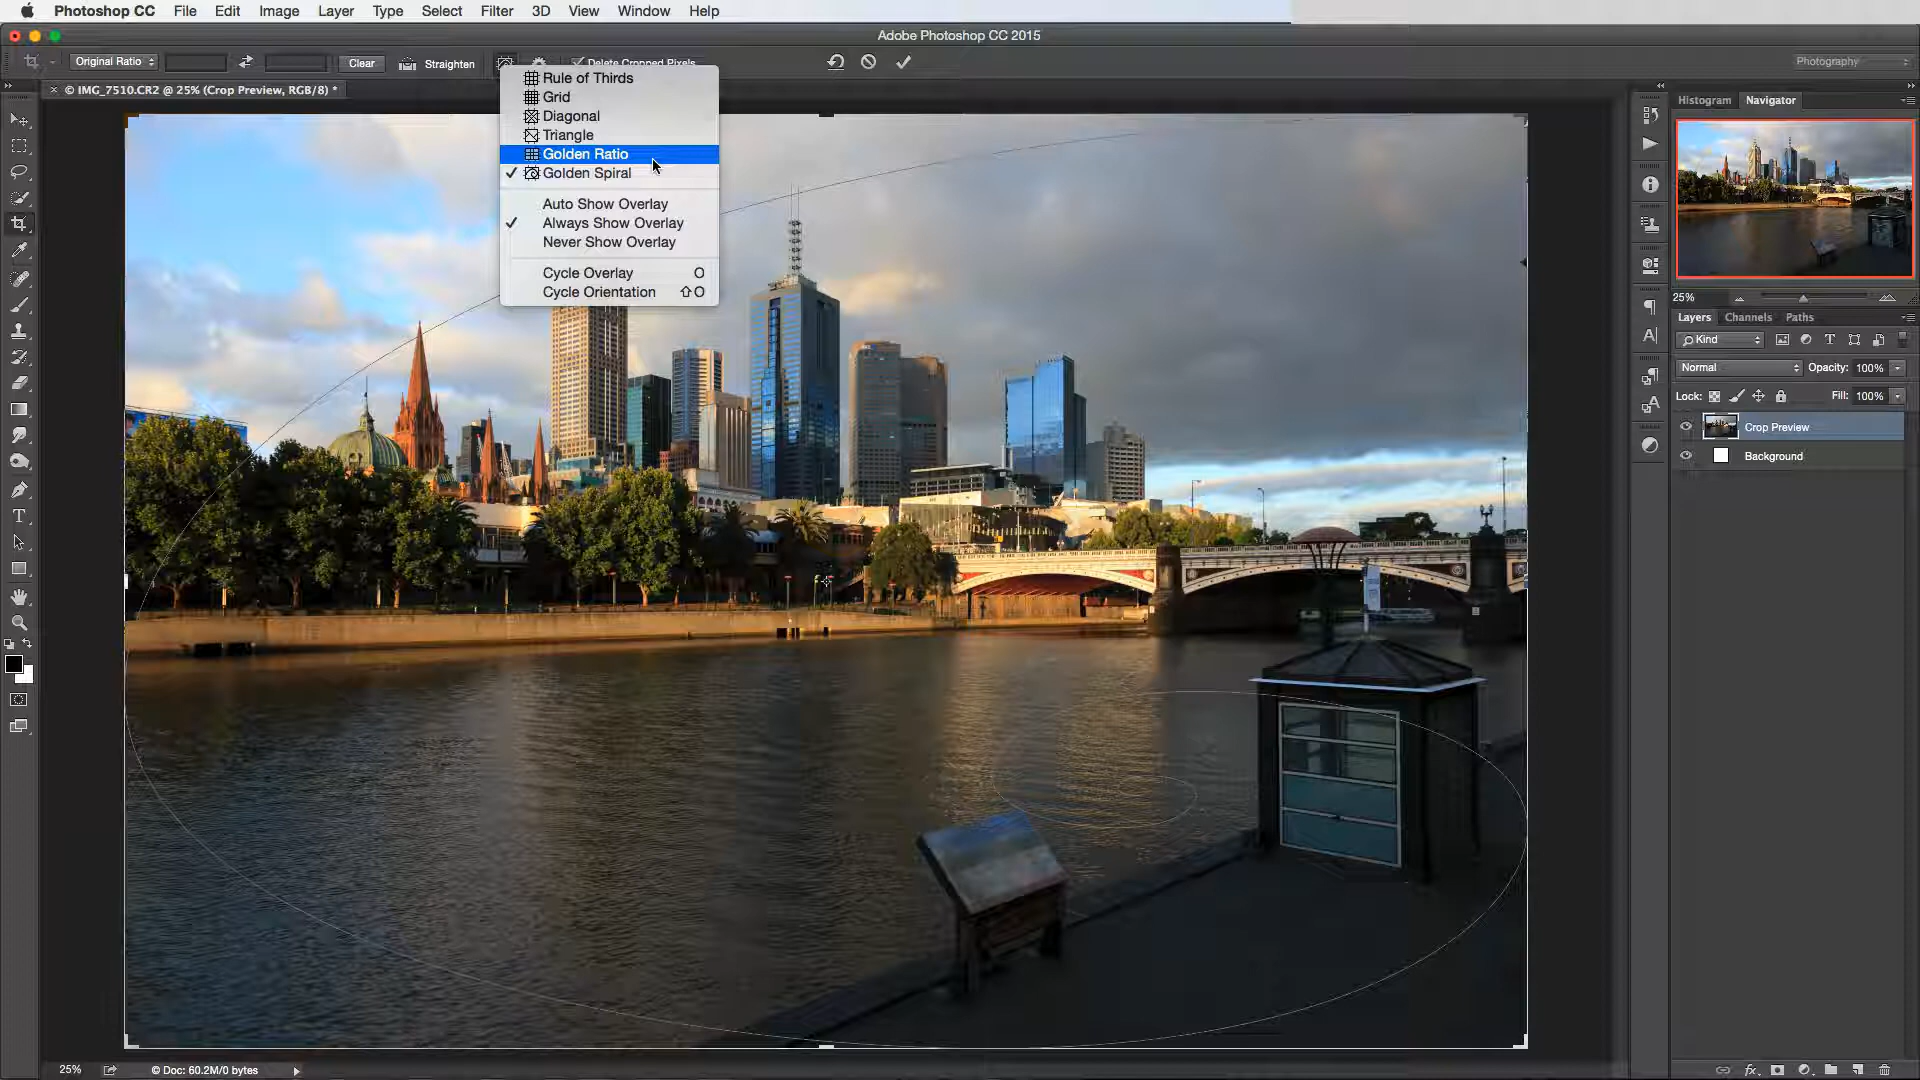 Photoshop CC File Edit Image Layer Type Select Filter 3D View Window Help
Adobe Photoshop CC 2015
Original Ratio Clear Straighten Delete Cropped Pixels Photography
× © IMG_7510.CR2 @ 25% (Crop Preview, RGB/8) *
Rule of Thirds
Grid
Diagonal
Triangle
Golden Ratio
✓ Golden Spiral
Auto Show Overlay
✓ Always Show Overlay
Never Show Overlay
Cycle Overlay O
Cycle Orientation ⇧O
Histogram Navigator
25%
Layers Channels Paths
Kind
Normal Opacity: 100%
Lock: Fill: 100%
Crop Preview
Background
25% © Doc: 60.2M/0 bytes